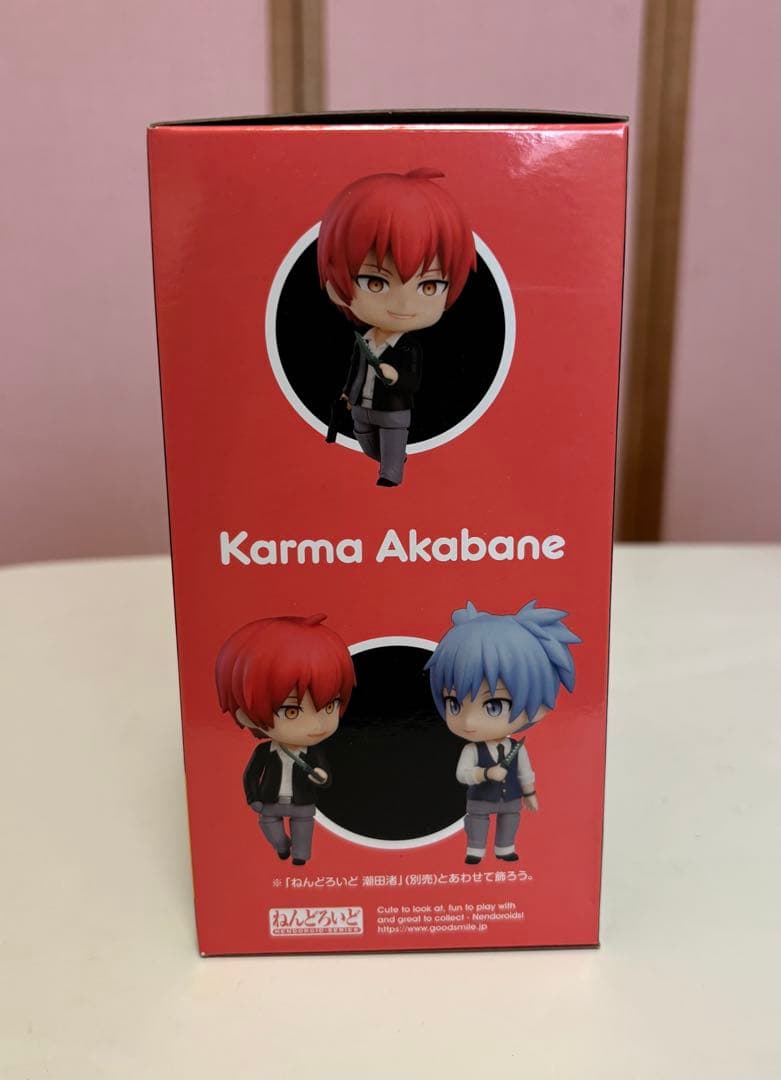 Karma Akabane
※「ねんどろいど 潮田渚」(別売)とあわせて飾ろう。
ねんどろいど
NENDOROID SERIES
Cute to look at, fun to play with
and great to collect - Nendoroids!
https://www.goodsmile.jp